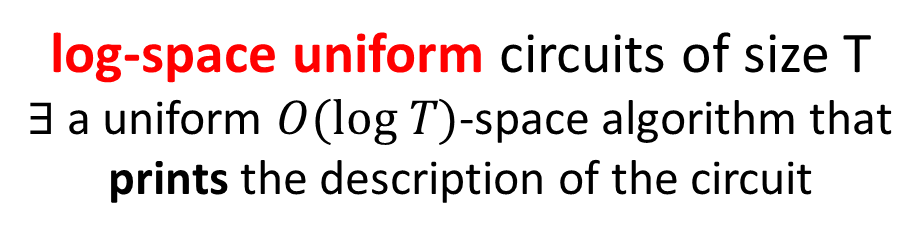 log-space uniform circuits of size T
∃ a uniform O(log T)-space algorithm that
prints the description of the circuit